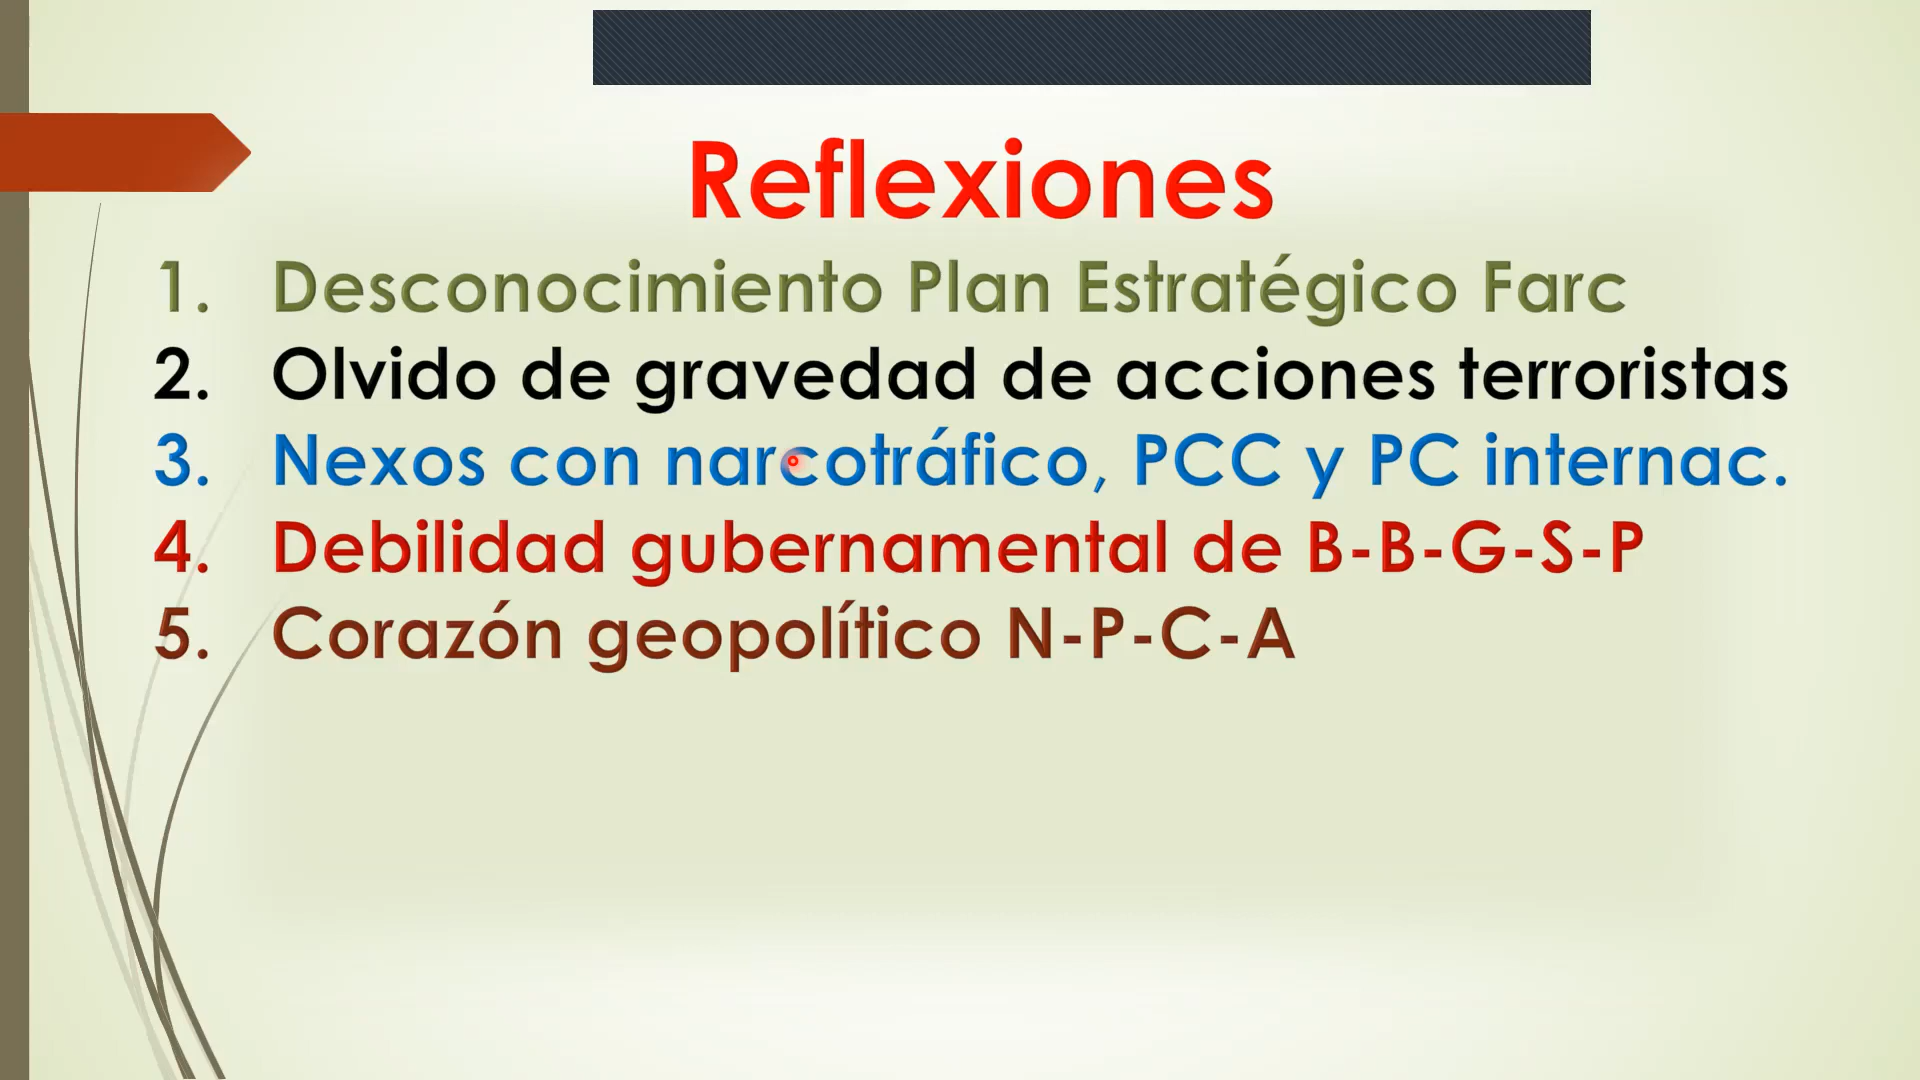 Reflexiones
1. Desconocimiento Plan Estratégico Farc
2. Olvido de gravedad de acciones terroristas
3. Nexos con narcotráfico, PCC y PC internac.
4. Debilidad gubernamental de B-B-G-S-P
5. Corazón geopolítico N-P-C-A